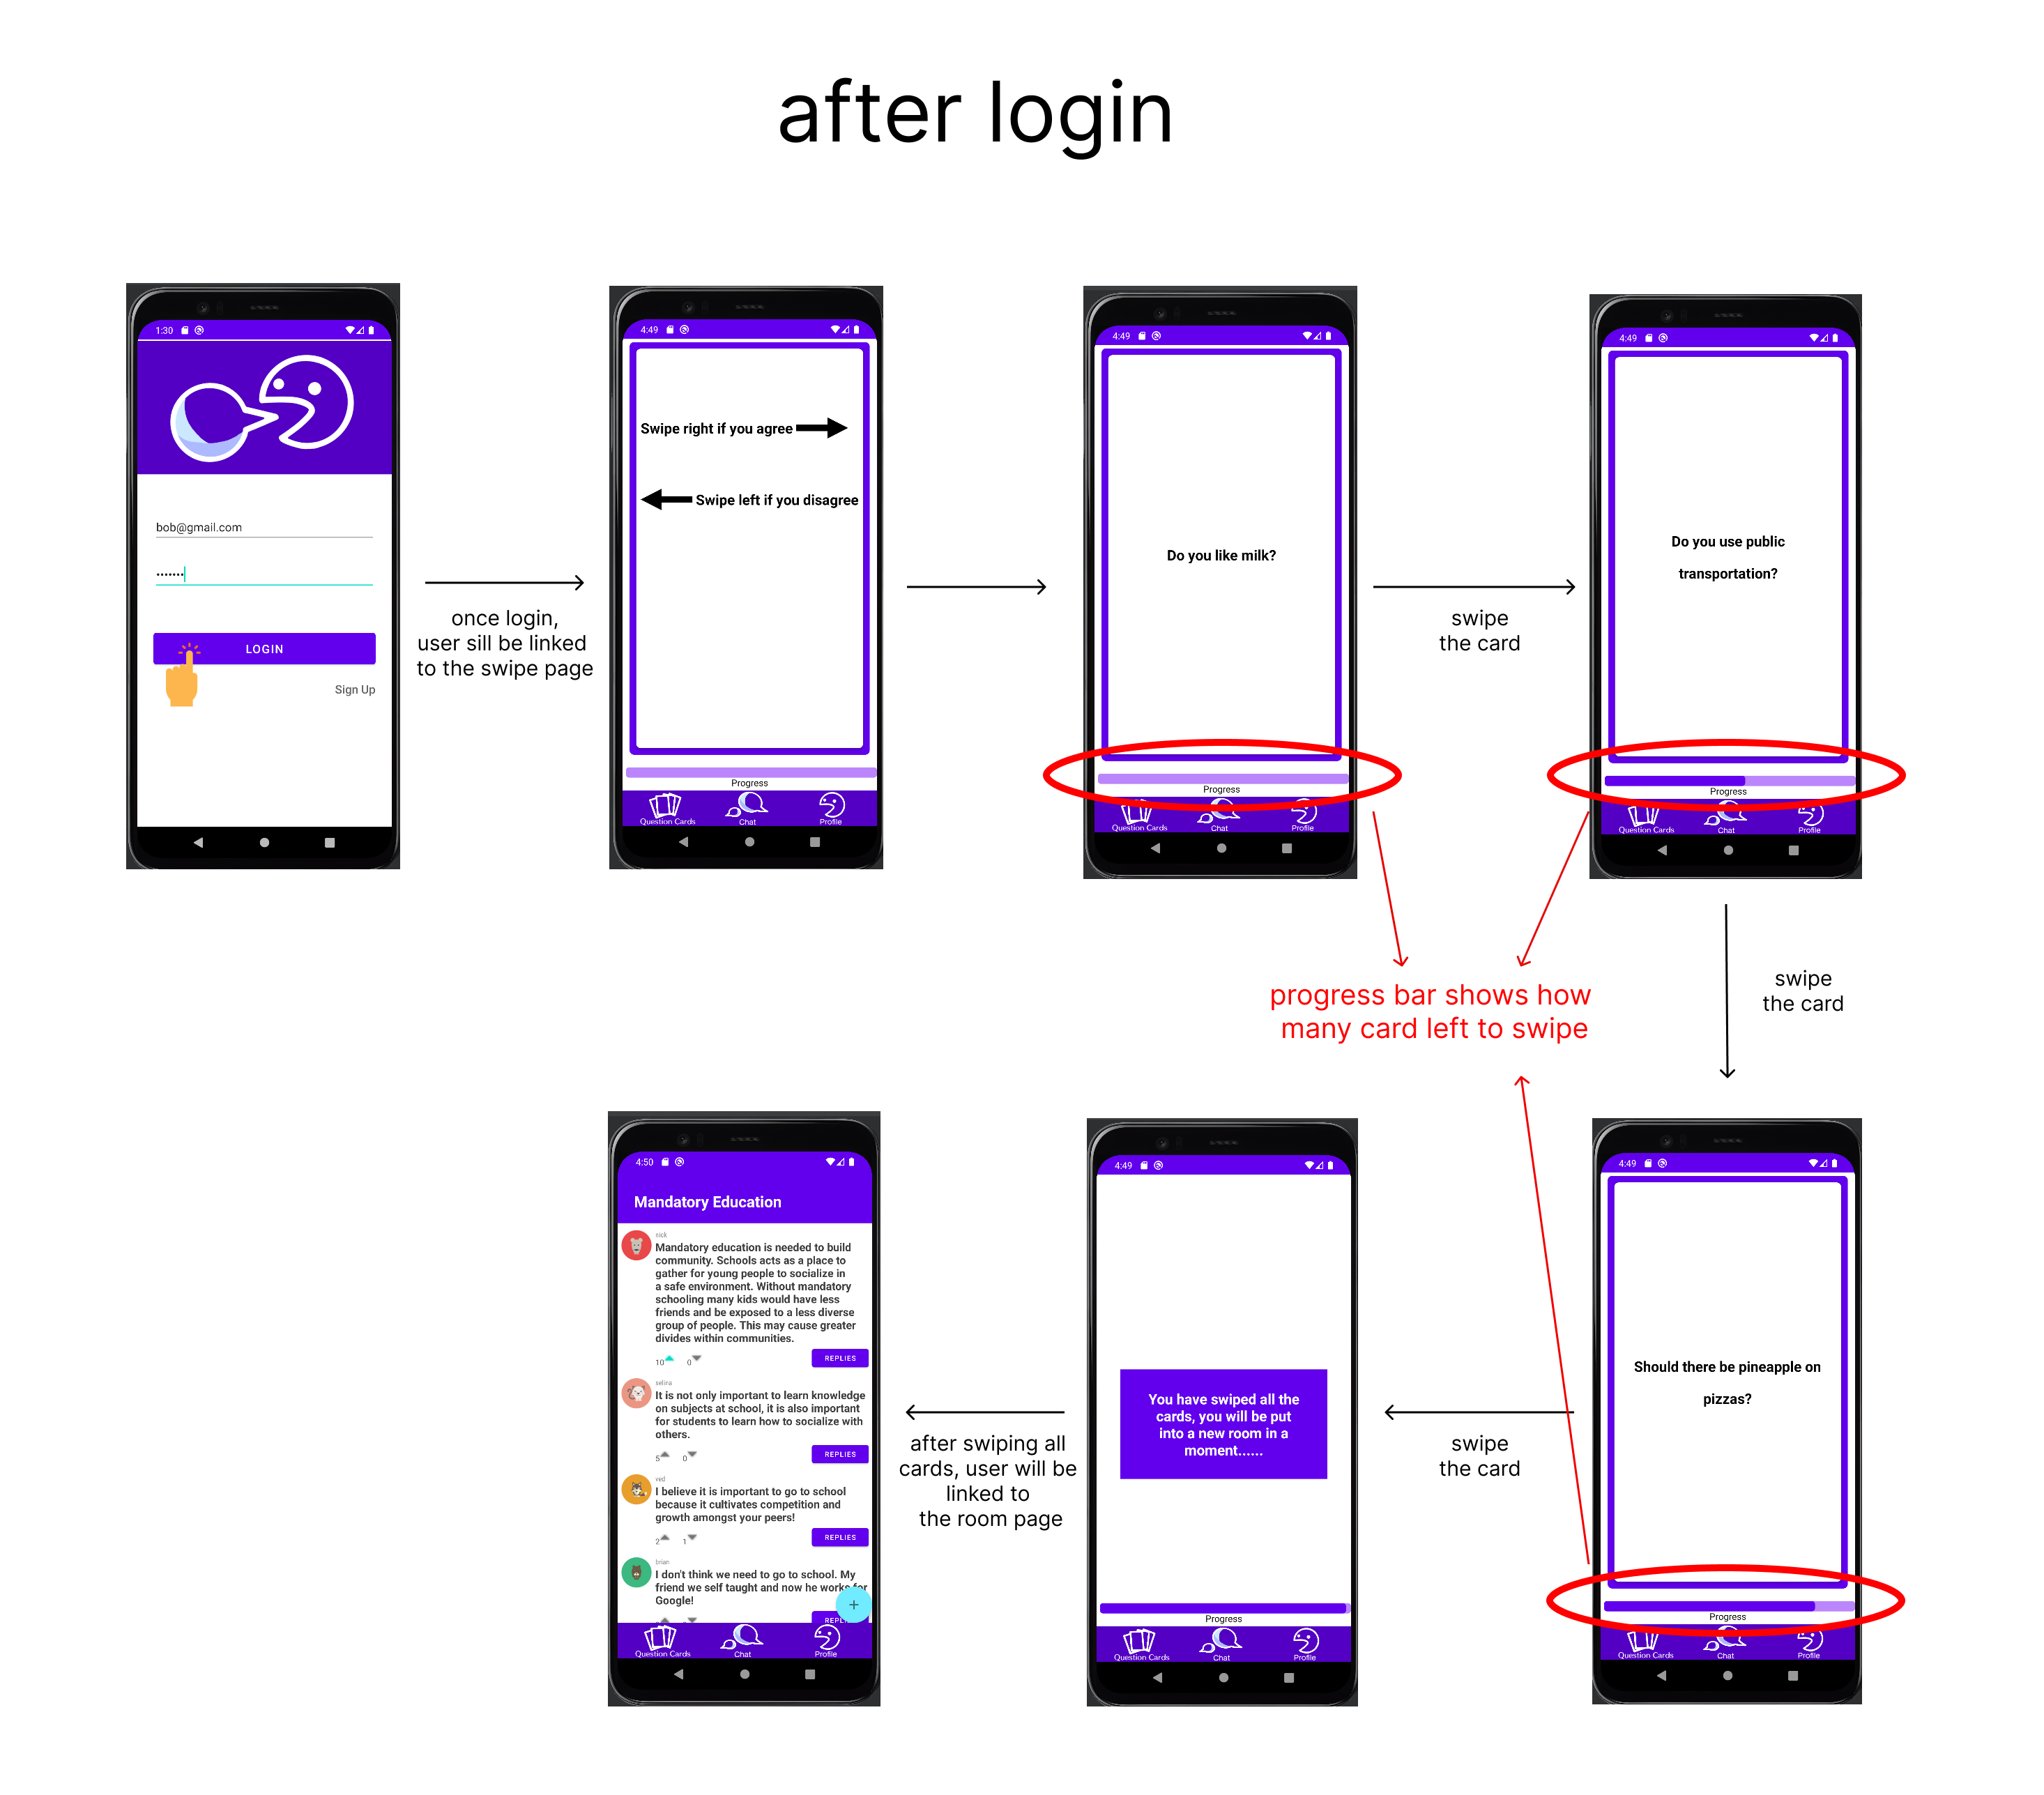 after login
1:30
bob@gmail.com
•••••••
LOGIN
Sign Up
once login,
user sill be linked
to the swipe page
4:49
Swipe right if you agree
Swipe left if you disagree
Progress
Question Cards
Chat
Profile
4:49
Do you like milk?
Progress
Question Cards
Chat
Profile
swipe
the card
4:49
Do you use public
transportation?
Progress
Question Cards
Chat
Profile
progress bar shows how
many card left to swipe
swipe
the card
4:49
Should there be pineapple on
pizzas?
Progress
Question Cards
Chat
Profile
swipe
the card
4:49
You have swiped all the
cards, you will be put
into a new room in a
moment......
Progress
Question Cards
Chat
Profile
after swiping all
cards, user will be
linked to
the room page
4:50
Mandatory Education
nick
Mandatory education is needed to build
community. Schools acts as a place to
gather for young people to socialize in
a safe environment. Without mandatory
schooling many kids would have less
friends and be exposed to a less diverse
group of people. This may cause greater
divides within communities.
10 0
REPLIES
selina
It is not only important to learn knowledge
on subjects at school, it is also important
for students to learn how to socialize with
others.
5 0
REPLIES
ved
I believe it is important to go to school
because it cultivates competition and
growth amongst your peers!
2 1
REPLIES
brian
I don't think we need to go to school. My
friend we self taught and now he works for
Google!
+
Question Cards
Chat
Profile